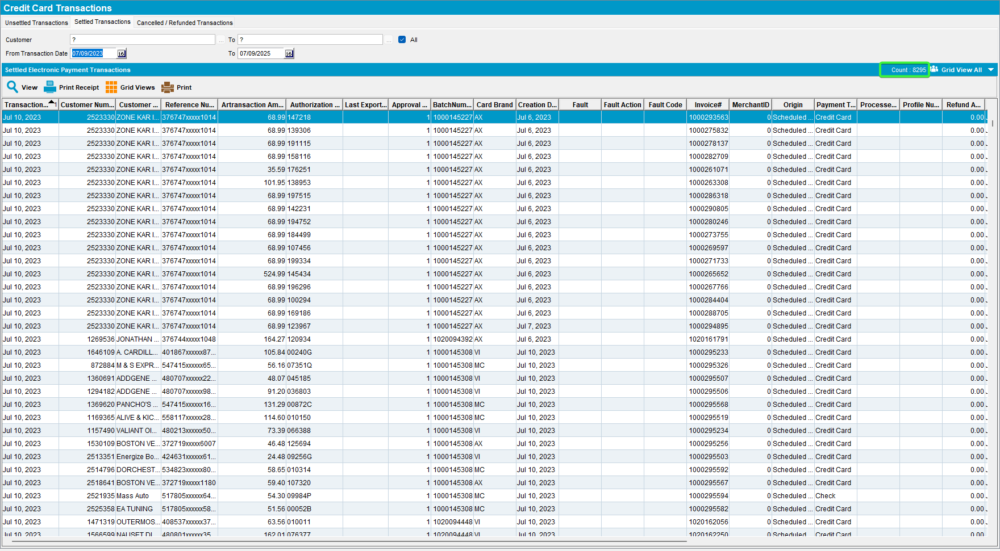 Credit Card Transactions
Unsettled Transactions Settled Transactions Cancelled / Refunded Transactions
Customer ? ... To ? ... All
From Transaction Date 07/09/2023 16 To 07/09/2025 16
Settled Electronic Payment Transactions Count : 8295 Grid View All
View Print Receipt Grid Views Print
Transaction... 1 Customer Num... Customer ... Reference Nu... Artransaction Am... Authorization ... Last Export... Approval ... BatchNum... Card Brand Creation D... Fault Fault Action Fault Code Invoice# MerchantID Origin Payment T... Processe... Profile Nu... Refund A...
Jul 10, 2023 2523330 ZONE KAR I... 376747xxxxx1014 68.99 147218 1 1000145227 AX Jul 6, 2023 1000293563 0 Scheduled ... Credit Card 0.00
Jul 10, 2023 2523330 ZONE KAR I... 376747xxxxx1014 68.99 139306 1 1000145227 AX Jul 6, 2023 1000275832 0 Scheduled ... Credit Card 0.00
Jul 10, 2023 2523330 ZONE KAR I... 376747xxxxx1014 68.99 191115 1 1000145227 AX Jul 6, 2023 1000278137 0 Scheduled ... Credit Card 0.00
Jul 10, 2023 2523330 ZONE KAR I... 376747xxxxx1014 68.99 158116 1 1000145227 AX Jul 6, 2023 1000282709 0 Scheduled ... Credit Card 0.00
Jul 10, 2023 2523330 ZONE KAR I... 376747xxxxx1014 35.59 176251 1 1000145227 AX Jul 6, 2023 1000261071 0 Scheduled ... Credit Card 0.00
Jul 10, 2023 2523330 ZONE KAR I... 376747xxxxx1014 101.95 138953 1 1000145227 AX Jul 6, 2023 1000263308 0 Scheduled ... Credit Card 0.00
Jul 10, 2023 2523330 ZONE KAR I... 376747xxxxx1014 68.99 197515 1 1000145227 AX Jul 6, 2023 1000286318 0 Scheduled ... Credit Card 0.00
Jul 10, 2023 2523330 ZONE KAR I... 376747xxxxx1014 68.99 142231 1 1000145227 AX Jul 6, 2023 1000290805 0 Scheduled ... Credit Card 0.00
Jul 10, 2023 2523330 ZONE KAR I... 376747xxxxx1014 68.99 194752 1 1000145227 AX Jul 6, 2023 1000280246 0 Scheduled ... Credit Card 0.00
Jul 10, 2023 2523330 ZONE KAR I... 376747xxxxx1014 68.99 184499 1 1000145227 AX Jul 6, 2023 1000273755 0 Scheduled ... Credit Card 0.00
Jul 10, 2023 2523330 ZONE KAR I... 376747xxxxx1014 68.99 107456 1 1000145227 AX Jul 6, 2023 1000269597 0 Scheduled ... Credit Card 0.00
Jul 10, 2023 2523330 ZONE KAR I... 376747xxxxx1014 68.99 199334 1 1000145227 AX Jul 6, 2023 1000271733 0 Scheduled ... Credit Card 0.00
Jul 10, 2023 2523330 ZONE KAR I... 376747xxxxx1014 524.99 145434 1 1000145227 AX Jul 6, 2023 1000265652 0 Scheduled ... Credit Card 0.00
Jul 10, 2023 2523330 ZONE KAR I... 376747xxxxx1014 68.99 196296 1 1000145227 AX Jul 6, 2023 1000267766 0 Scheduled ... Credit Card 0.00
Jul 10, 2023 2523330 ZONE KAR I... 376747xxxxx1014 68.99 100294 1 1000145227 AX Jul 6, 2023 1000284404 0 Scheduled ... Credit Card 0.00
Jul 10, 2023 2523330 ZONE KAR I... 376747xxxxx1014 68.99 169186 1 1000145227 AX Jul 6, 2023 1000288705 0 Scheduled ... Credit Card 0.00
Jul 10, 2023 2523330 ZONE KAR I... 376747xxxxx1014 68.99 123967 1 1000145227 AX Jul 7, 2023 1000294895 0 Scheduled ... Credit Card 0.00
Jul 10, 2023 1269536 JONATHAN ... 376744xxxxx1048 164.27 120934 1 1020094392 AX Jul 6, 2023 1020161791 0 Scheduled ... Credit Card 0.00
Jul 10, 2023 1646109 A. CARDILL... 401867xxxxxx87... 105.84 00240G 1 1000145308 VI Jul 10, 2023 1000295233 0 Scheduled ... Credit Card 0.00
Jul 10, 2023 872884 M & S EXPR... 547415xxxxxx65... 56.16 07351Q 1 1000145308 MC Jul 10, 2023 1000295326 0 Scheduled ... Credit Card 0.00
Jul 10, 2023 1360691 ADDGENE ... 480707xxxxxx22... 48.07 045185 1 1000145308 VI Jul 10, 2023 1000295507 0 Scheduled ... Credit Card 0.00
Jul 10, 2023 1294182 ADDGENE ... 480707xxxxxx98... 91.20 036803 1 1000145308 VI Jul 10, 2023 1000295506 0 Scheduled ... Credit Card 0.00
Jul 10, 2023 1369620 PANCHO'S ... 547415xxxxxx16... 131.29 00872C 1 1000145308 MC Jul 10, 2023 1000295568 0 Scheduled ... Credit Card 0.00
Jul 10, 2023 1169365 ALIVE & KIC... 558117xxxxxx28... 114.60 010150 1 1000145308 MC Jul 10, 2023 1000295519 0 Scheduled ... Credit Card 0.00
Jul 10, 2023 1157490 VALIANT OI... 480213xxxxxx50... 73.39 066388 1 1000145308 VI Jul 10, 2023 1000295234 0 Scheduled ... Credit Card 0.00
Jul 10, 2023 1530109 BOSTON VE... 372719xxxxx6007 46.48 125694 1 1000145308 AX Jul 10, 2023 1000295256 0 Scheduled ... Credit Card 0.00
Jul 10, 2023 2513351 Energize Bo... 424631xxxxxx61... 24.48 09256G 1 1000145308 VI Jul 10, 2023 1000295503 0 Scheduled ... Credit Card 0.00
Jul 10, 2023 2514796 DORCHEST... 534823xxxxxx80... 58.65 010314 1 1000145308 MC Jul 10, 2023 1000295592 0 Scheduled ... Credit Card 0.00
Jul 10, 2023 2518641 BOSTON VE... 372719xxxxx1180 59.40 107320 1 1000145308 AX Jul 10, 2023 1000295567 0 Scheduled ... Credit Card 0.00
Jul 10, 2023 2521935 Mass Auto 517805xxxxxx64... 54.30 09984P 1 1000145308 MC Jul 10, 2023 1000295594 0 Scheduled ... Check 0.00
Jul 10, 2023 2525358 EA TUNING 517805xxxxxx58... 51.56 00052B 1 1000145308 MC Jul 10, 2023 1000295582 0 Scheduled ... Credit Card 0.00
Jul 10, 2023 1471319 OUTERMOS... 408537xxxxxx37... 63.56 010011 1 1020094448 VI Jul 10, 2023 1020162056 0 Scheduled ... Credit Card 0.00
Jul 10, 2023 1566599 NAUSET DI... 480801xxxxxx35... 162.01 076377 1 1020094448 VI Jul 10, 2023 1020162250 0 Scheduled ... Credit Card 0.00